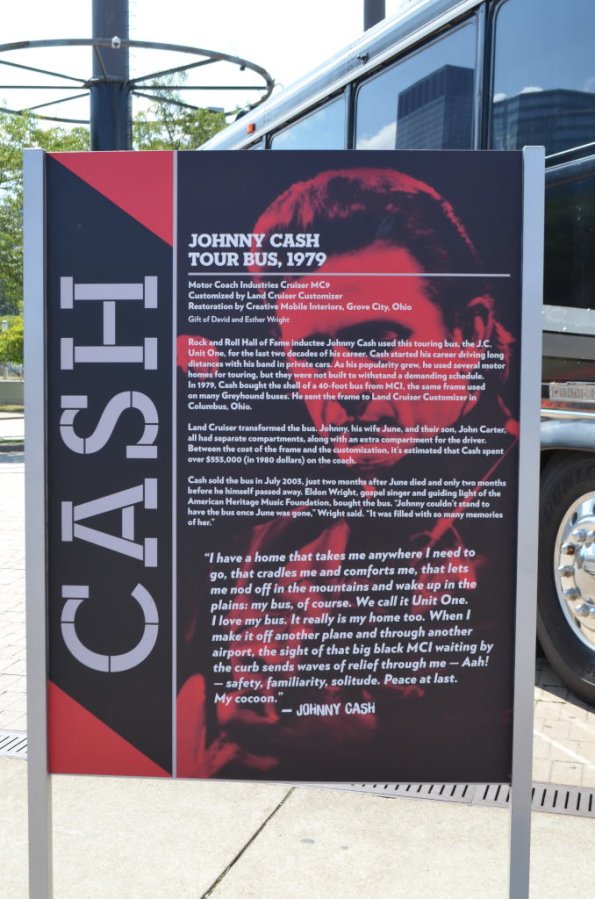 CASH
JOHNNY CASH
TOUR BUS, 1979
Motor Coach Industries Cruiser MC9
Customized by Land Cruiser Customizer
Restoration by Creative Mobile Interiors, Grove City, Ohio
Gift of David and Esther Wright
Rock and Roll Hall of Fame inductee Johnny Cash used this touring bus, the J.C.
Unit One, for the last two decades of his career. Cash started his career driving long
distances with his band in private cars. As his popularity grew, he used several motor
homes for touring, but they were not built to withstand a demanding schedule.
In 1979, Cash bought the shell of a 40-foot bus from MCI, the same frame used
on many Greyhound buses. He sent the frame to Land Cruiser Customizer in
Columbus, Ohio.
Land Cruiser transformed the bus. Johnny, his wife June, and their son, John Carter,
all had separate compartments, along with an extra compartment for the driver.
Between the cost of the frame and the customization, it's estimated that Cash spent
over $553,000 (in 1980 dollars) on the coach.
Cash sold the bus in July 2003, just two months after June died and only two months
before he himself passed away. Eldon Wright, gospel singer and guiding light of the
American Heritage Music Foundation, bought the bus. "Johnny couldn't stand to
have the bus once June was gone," Wright said. "It was filled with so many memories
of her."
"I have a home that takes me anywhere I need to
go, that cradles me and comforts me, that lets
me nod off in the mountains and wake up in the
plains: my bus, of course. We call it Unit One.
I love my bus. It really is my home too. When I
make it off another plane and through another
airport, the sight of that big black MCI waiting by
the curb sends waves of relief through me — Aah!
— safety, familiarity, solitude. Peace at last.
My cocoon."
— JOHNNY CASH